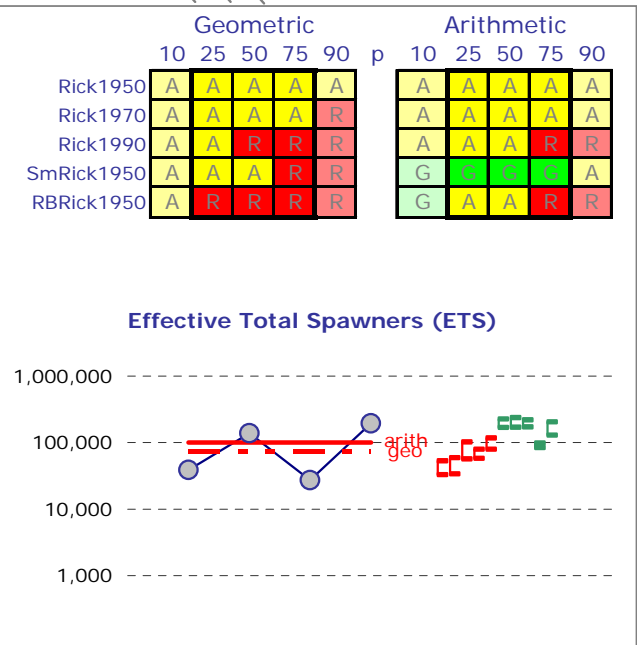 Geometric Arithmetic
10 25 50 75 90 p 10 25 50 75 90
Rick1950 A A A A A A A A A A
Rick1970 A A A A R A A A A A
Rick1990 A A R R R A A A R R
SmRick1950 A A A R R G G G G A
RBRick1950 A R R R R G A A R R
Effective Total Spawners (ETS)
1,000,000
100,000
arith
geo
10,000
1,000